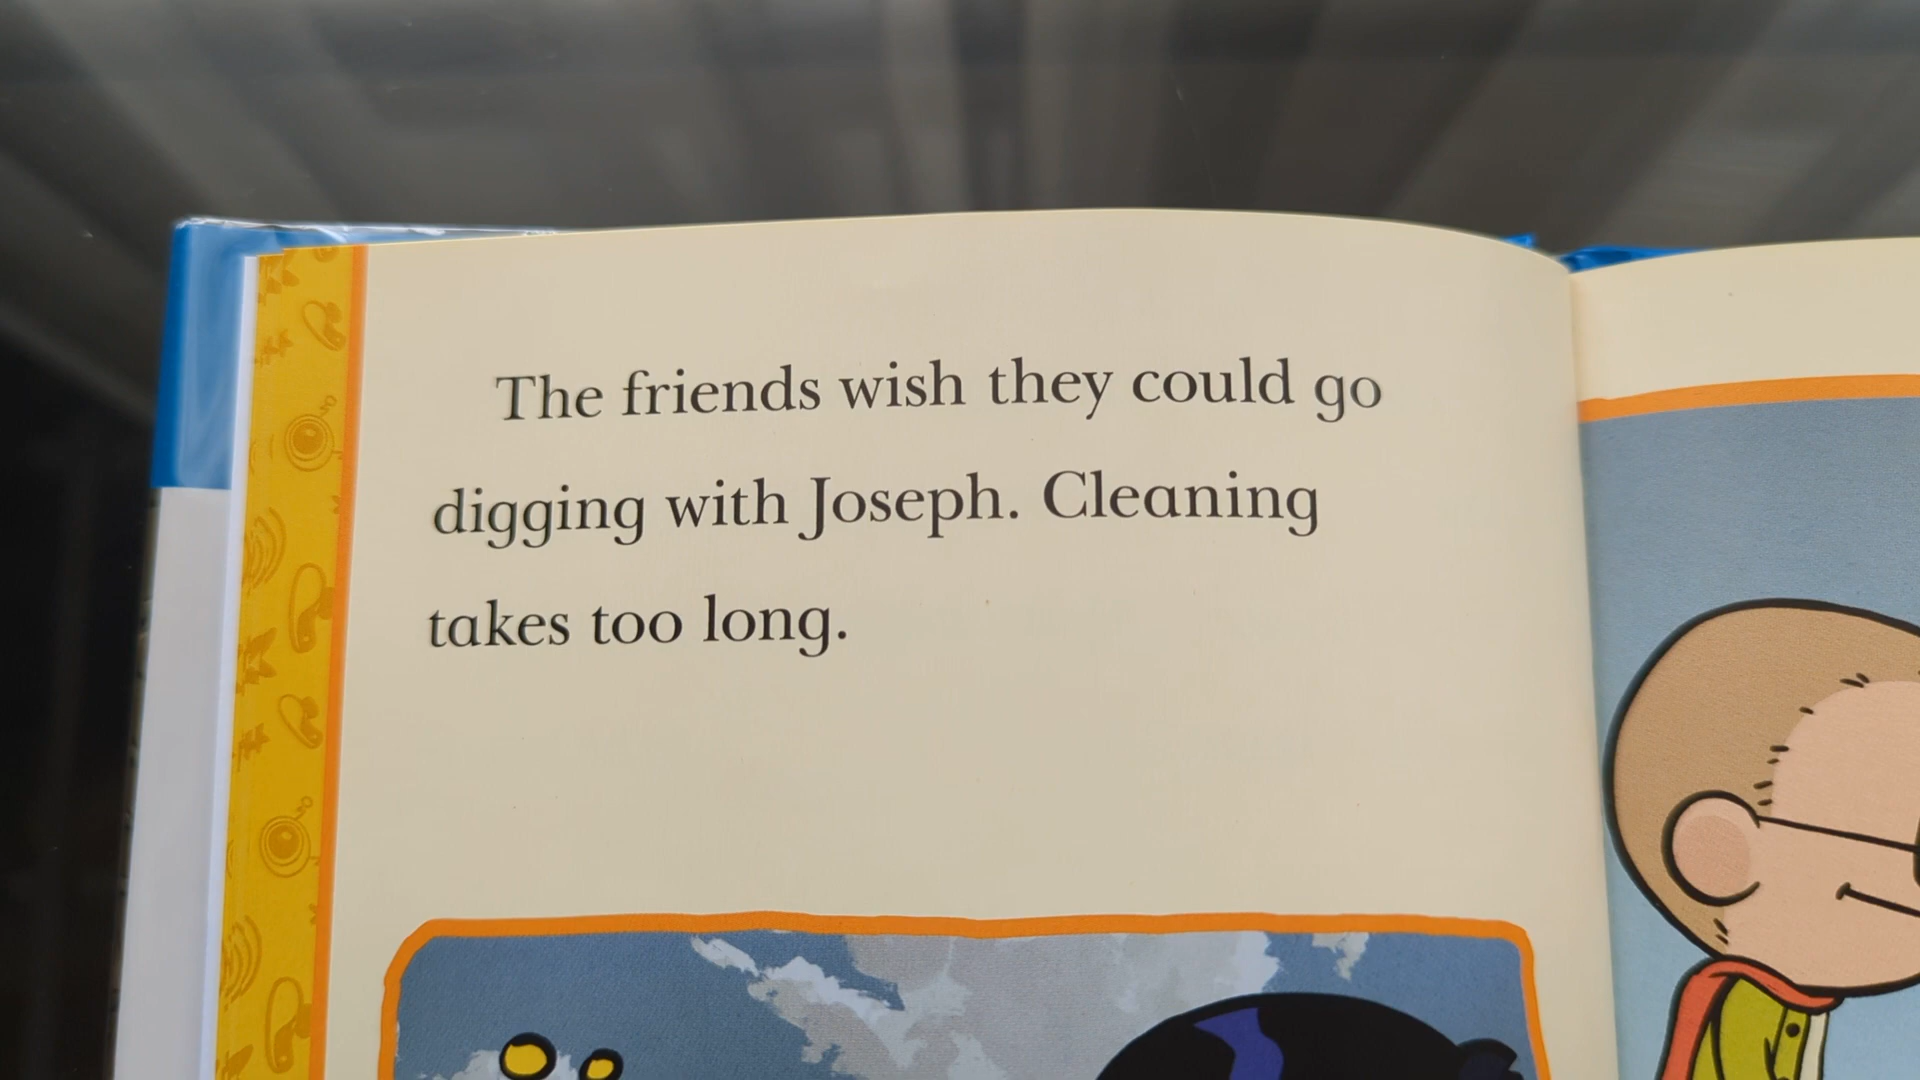 The friends wish they could go
digging with Joseph. Cleaning
takes too long.